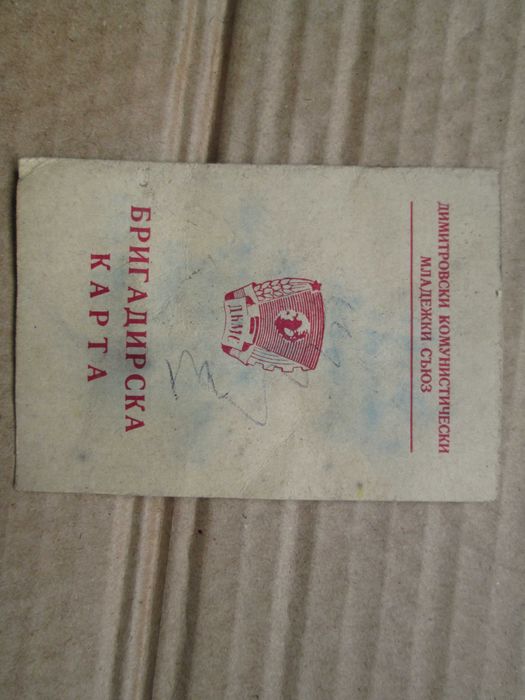 ДИМИТРОВСКИ КОМУНИСТИЧЕСКИ
МЛАДЕЖКИ СЪЮЗ
ДКМС
БРИГАДИРСКА
КАРТА